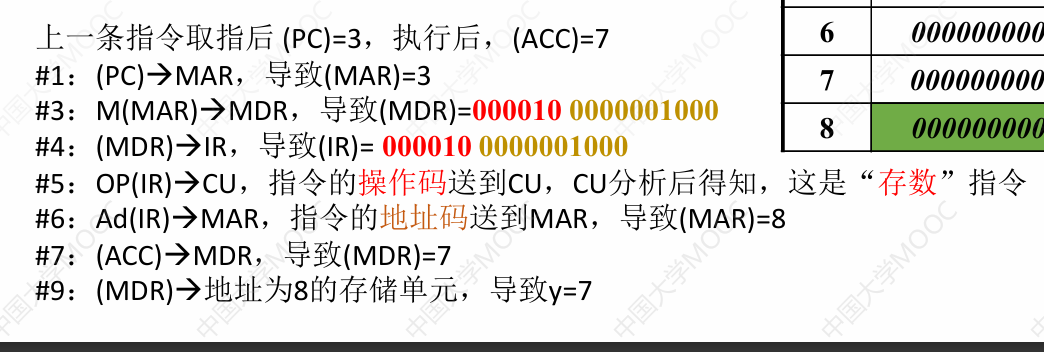 上一条指令取指后 (PC)=3，执行后，(ACC)=7
#1：(PC)→MAR，导致(MAR)=3
#3：M(MAR)→MDR，导致(MDR)=000010 0000001000
#4：(MDR)→IR，导致(IR)= 000010 0000001000
#5：OP(IR)→CU，指令的操作码送到CU，CU分析后得知，这是“存数”指令
#6：Ad(IR)→MAR，指令的地址码送到MAR，导致(MAR)=8
#7：(ACC)→MDR，导致(MDR)=7
#9：(MDR)→地址为8的存储单元，导致y=7
6 000000000
7 000000000
8 000000000
中国大学MOOC